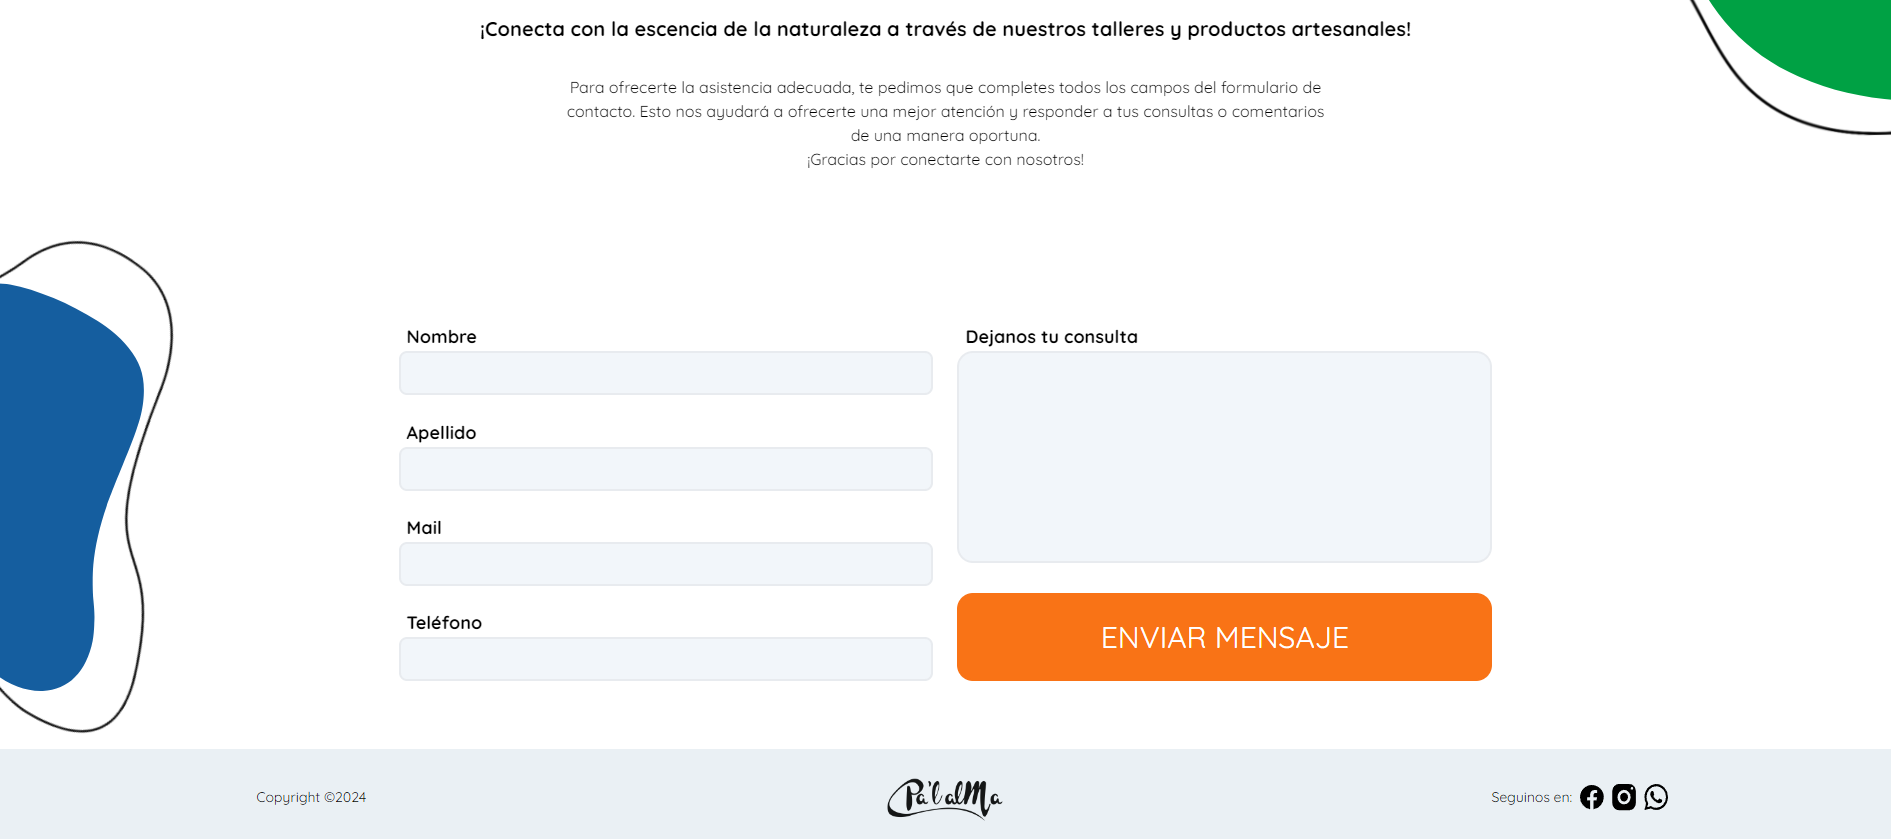 ¡Conecta con la escencia de la naturaleza a través de nuestros talleres y productos artesanales!
Para ofrecerte la asistencia adecuada, te pedimos que completes todos los campos del formulario de
contacto. Esto nos ayudará a ofrecerte una mejor atención y responder a tus consultas o comentarios
de una manera oportuna.
¡Gracias por conectarte con nosotros!
Nombre
Apellido
Mail
Teléfono
Dejanos tu consulta
ENVIAR MENSAJE
Copyright ©2024
Pa'l alMa
Seguinos en: